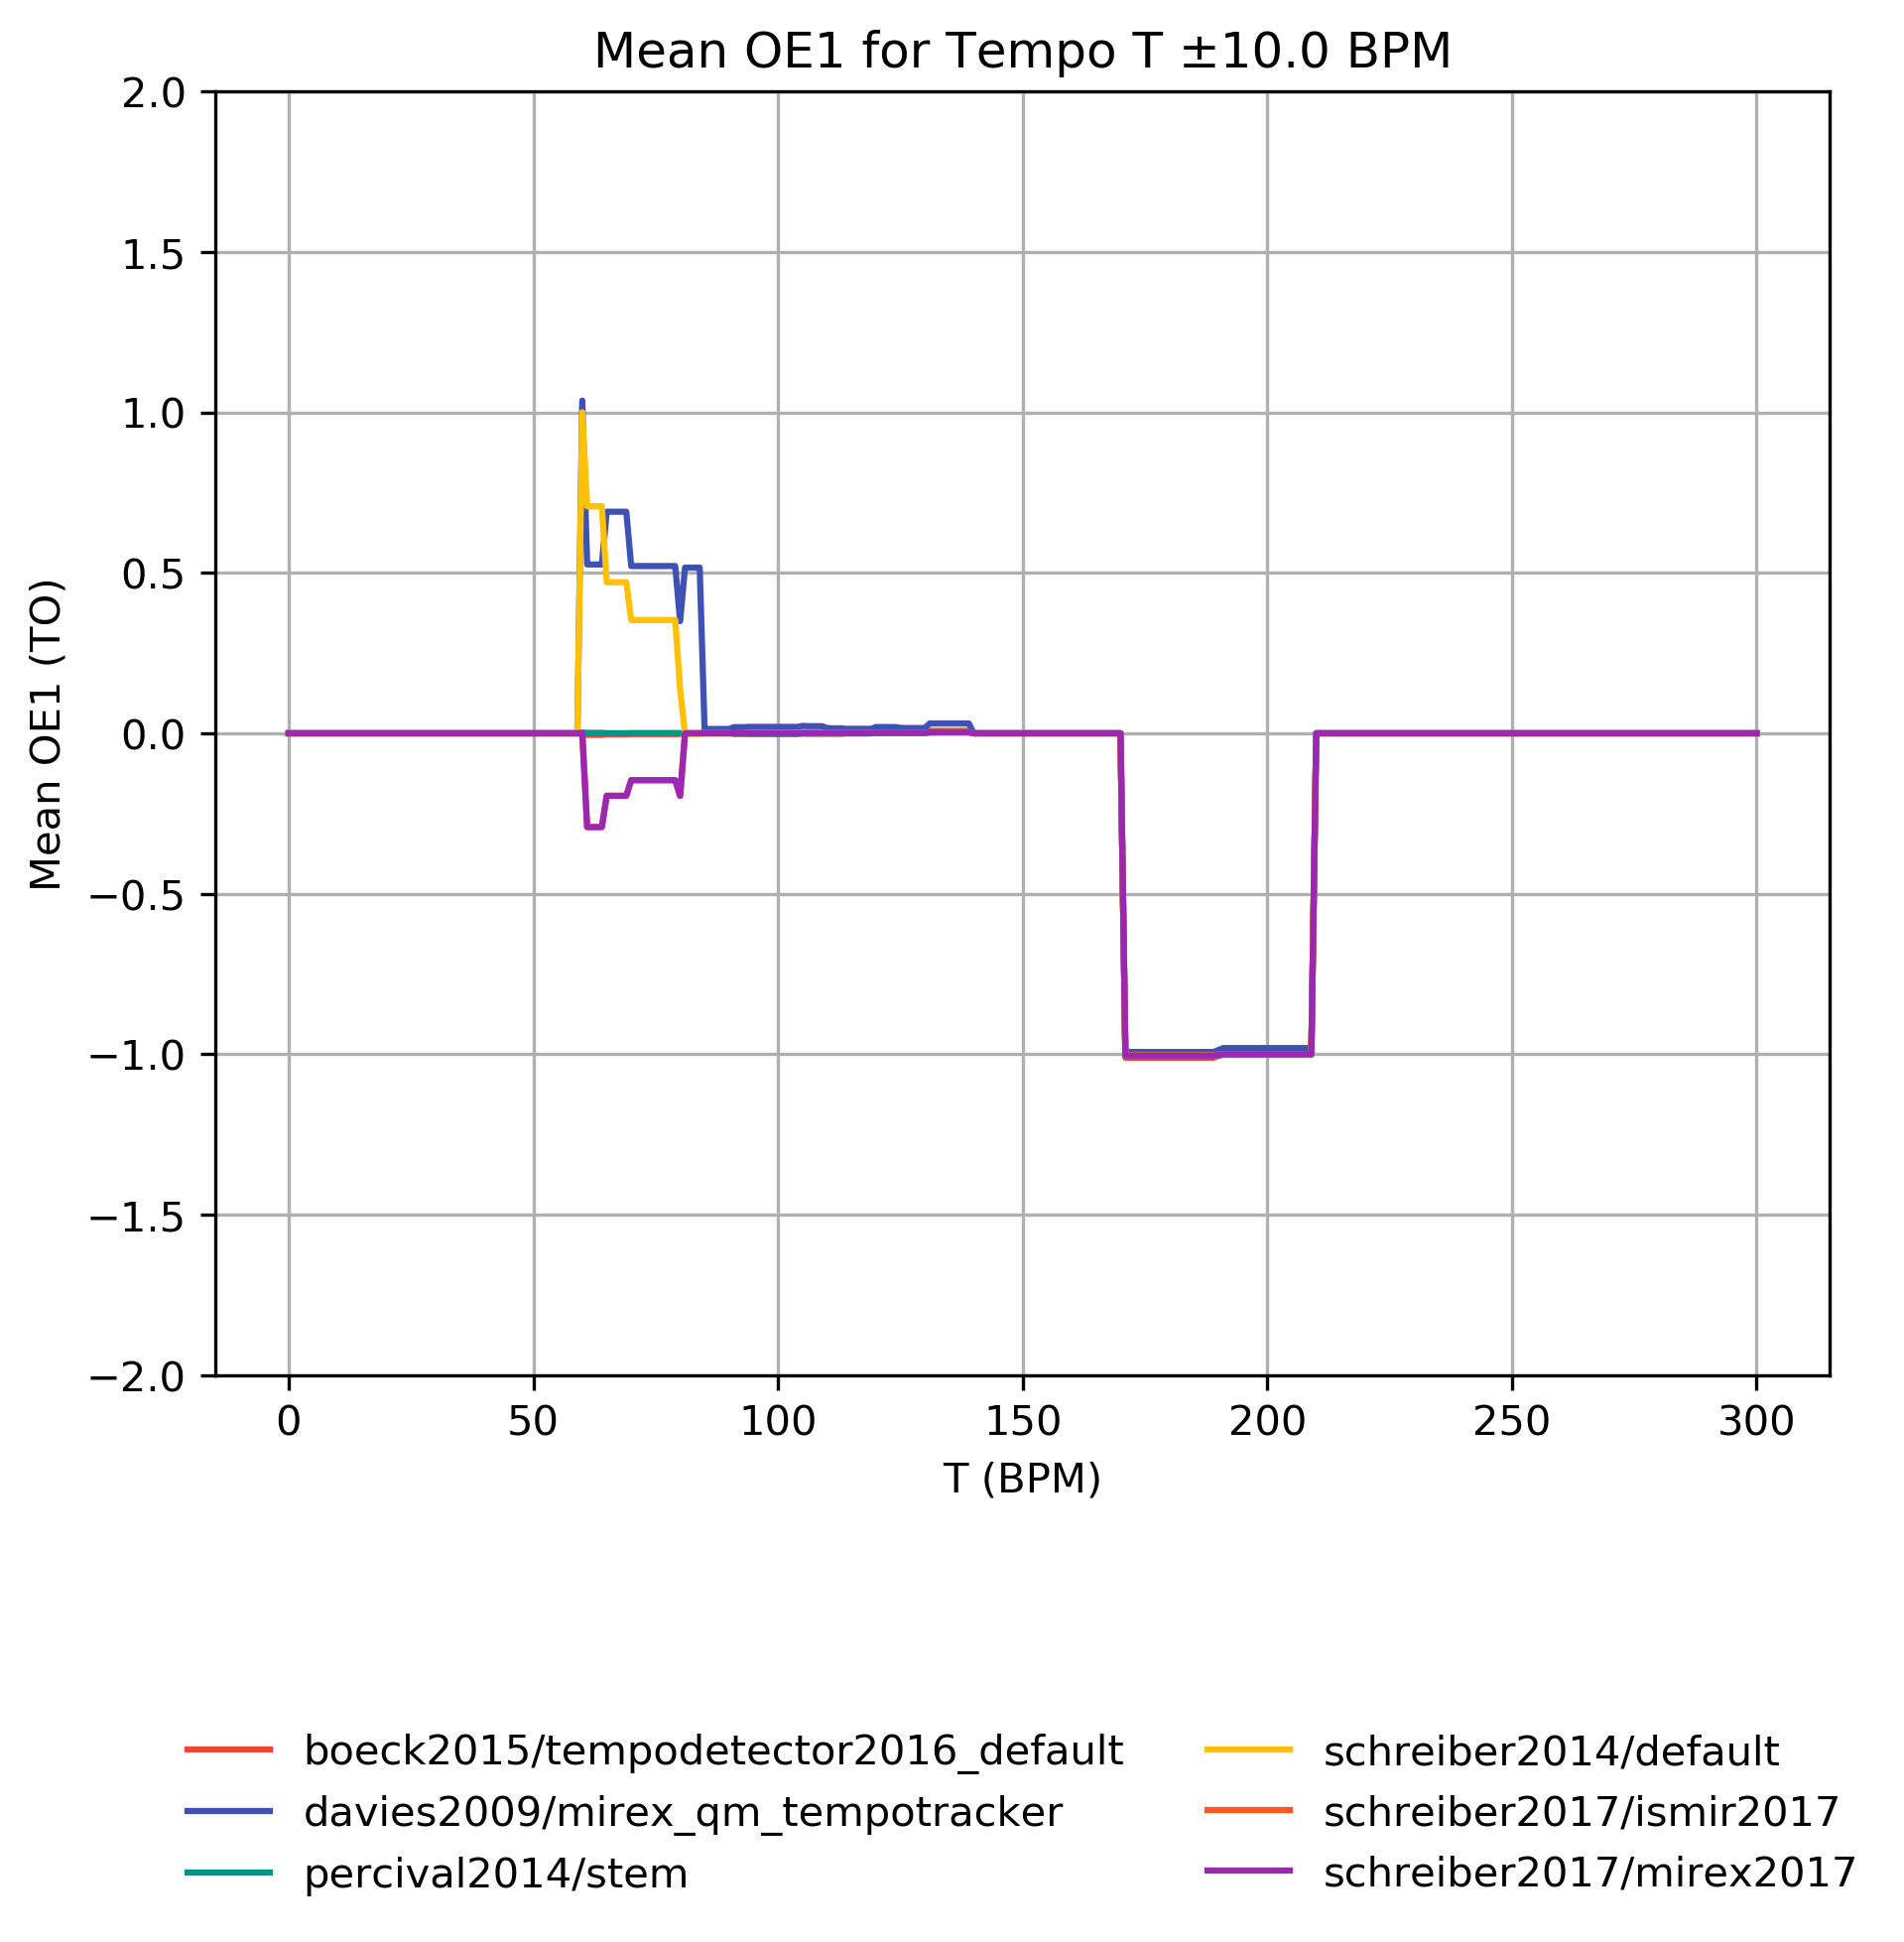 Mean OE1 for Tempo T ±10.0 BPM
2.0
1.5
1.0
0.5
0.0
−0.5
−1.0
−1.5
−2.0
Mean OE1 (TO)
0 50 100 150 200 250 300
T (BPM)
boeck2015/tempodetector2016_default
davies2009/mirex_qm_tempotracker
percival2014/stem
schreiber2014/default
schreiber2017/ismir2017
schreiber2017/mirex2017